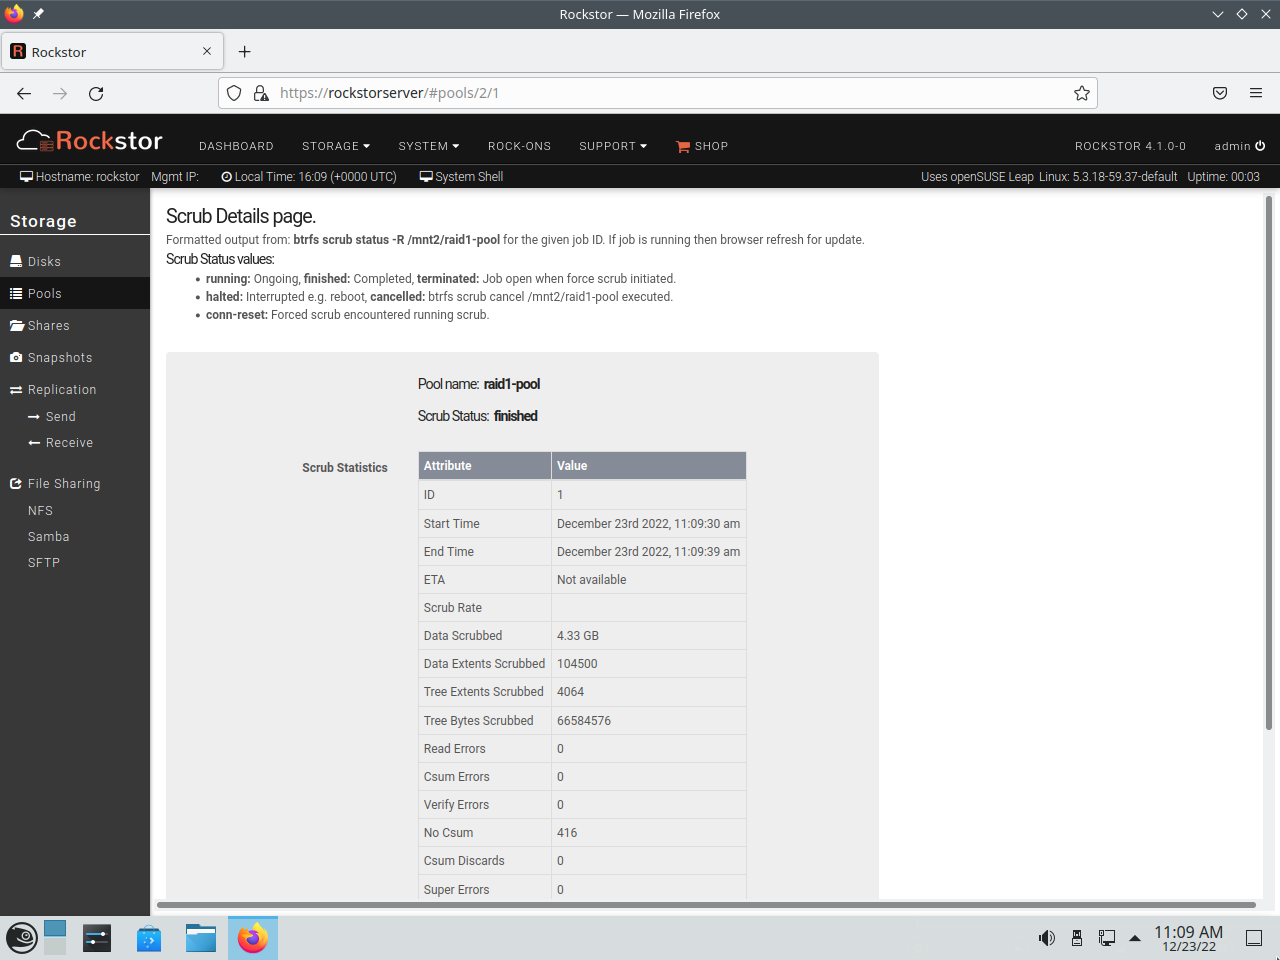 Rockstor — Mozilla Firefox
Rockstor
https://rockstorserver/#pools/2/1
Rockstor
DASHBOARD STORAGE SYSTEM ROCK-ONS SUPPORT SHOP ROCKSTOR 4.1.0-0 admin
Hostname: rockstor Mgmt IP: Local Time: 16:09 (+0000 UTC) System Shell Uses openSUSE Leap Linux: 5.3.18-59.37-default Uptime: 00:03
Storage
Disks
Pools
Shares
Snapshots
Replication
Send
Receive
File Sharing
NFS
Samba
SFTP
Scrub Details page.
Formatted output from: btrfs scrub status -R /mnt2/raid1-pool for the given job ID. If job is running then browser refresh for update.
Scrub Status values:
• running: Ongoing, finished: Completed, terminated: Job open when force scrub initiated.
• halted: Interrupted e.g. reboot, cancelled: btrfs scrub cancel /mnt2/raid1-pool executed.
• conn-reset: Forced scrub encountered running scrub.
Pool name: raid1-pool
Scrub Status: finished
Scrub Statistics
Attribute Value
ID 1
Start Time December 23rd 2022, 11:09:30 am
End Time December 23rd 2022, 11:09:39 am
ETA Not available
Scrub Rate
Data Scrubbed 4.33 GB
Data Extents Scrubbed 104500
Tree Extents Scrubbed 4064
Tree Bytes Scrubbed 66584576
Read Errors 0
Csum Errors 0
Verify Errors 0
No Csum 416
Csum Discards 0
Super Errors 0
11:09 AM
12/23/22